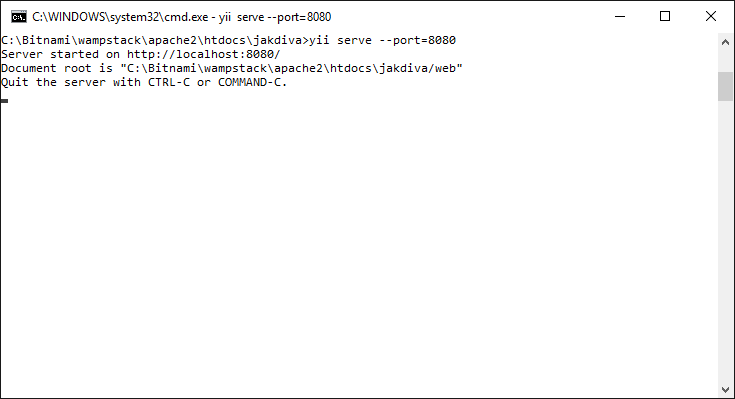 C:\WINDOWS\system32\cmd.exe - yii  serve --port=8080
C:\Bitnami\wampstack\apache2\htdocs\jakdiva>yii serve --port=8080
Server started on http://localhost:8080/
Document root is "C:\Bitnami\wampstack\apache2\htdocs\jakdiva/web"
Quit the server with CTRL-C or COMMAND-C.